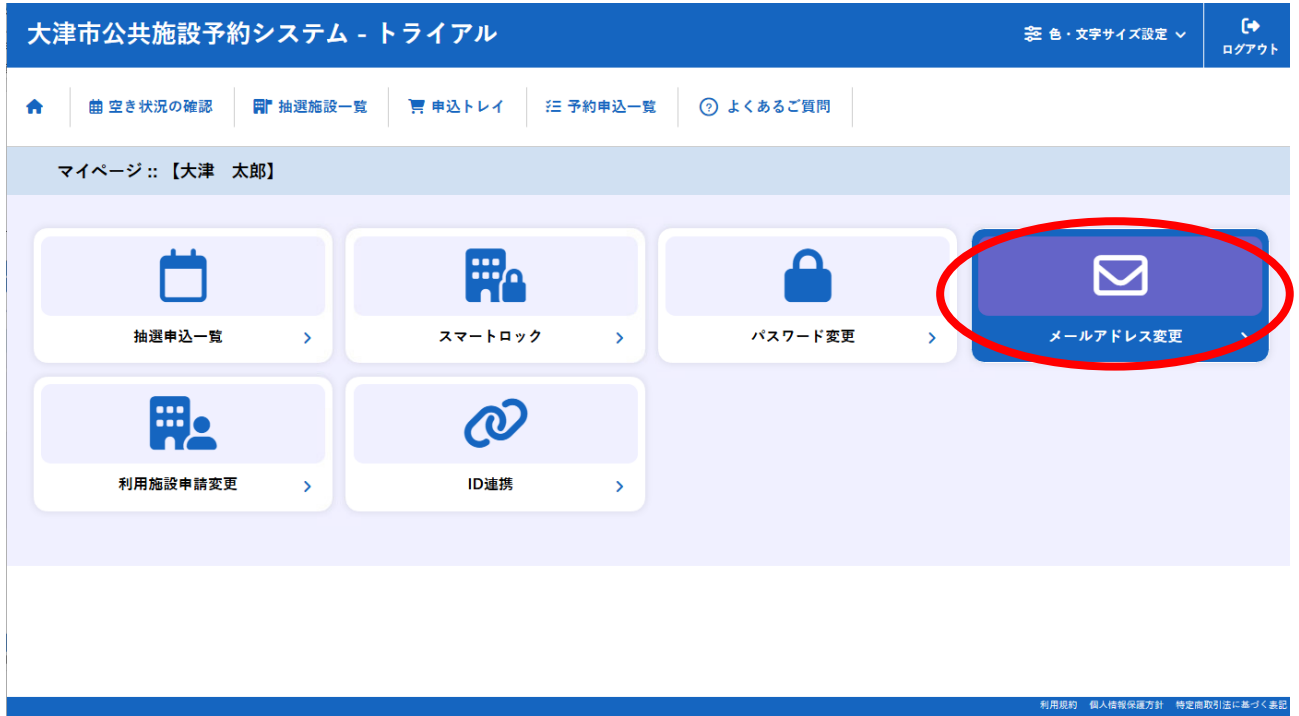 大津市公共施設予約システム - トライアル
色・文字サイズ設定
ログアウト
空き状況の確認
抽選施設一覧
申込トレイ
予約申込一覧
よくあるご質問
マイページ :: 【大津　太郎】
抽選申込一覧
スマートロック
パスワード変更
メールアドレス変更
利用施設申請変更
ID連携
利用規約 個人情報保護方針 特定商取引法に基づく表記